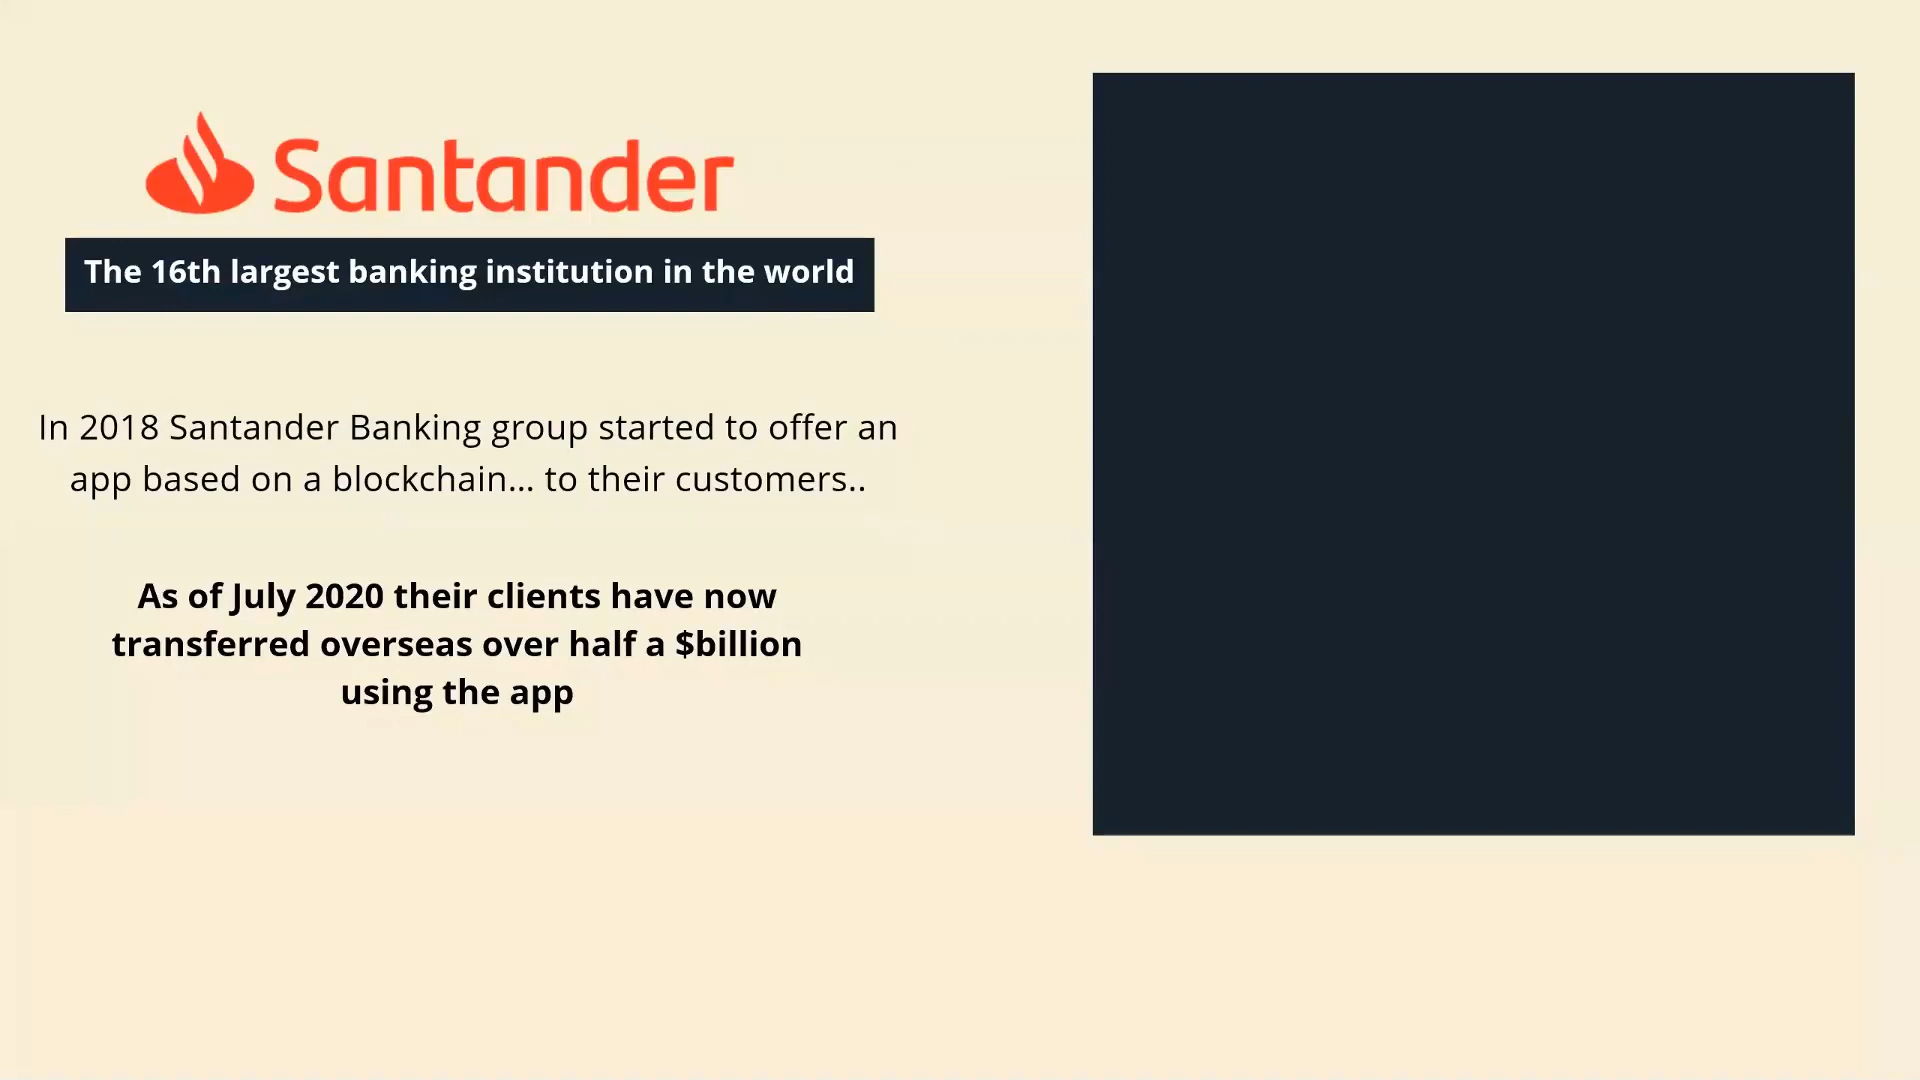 Santander
The 16th largest banking institution in the world
In 2018 Santander Banking group started to offer an
app based on a blockchain... to their customers..
As of July 2020 their clients have now
transferred overseas over half a $billion
using the app